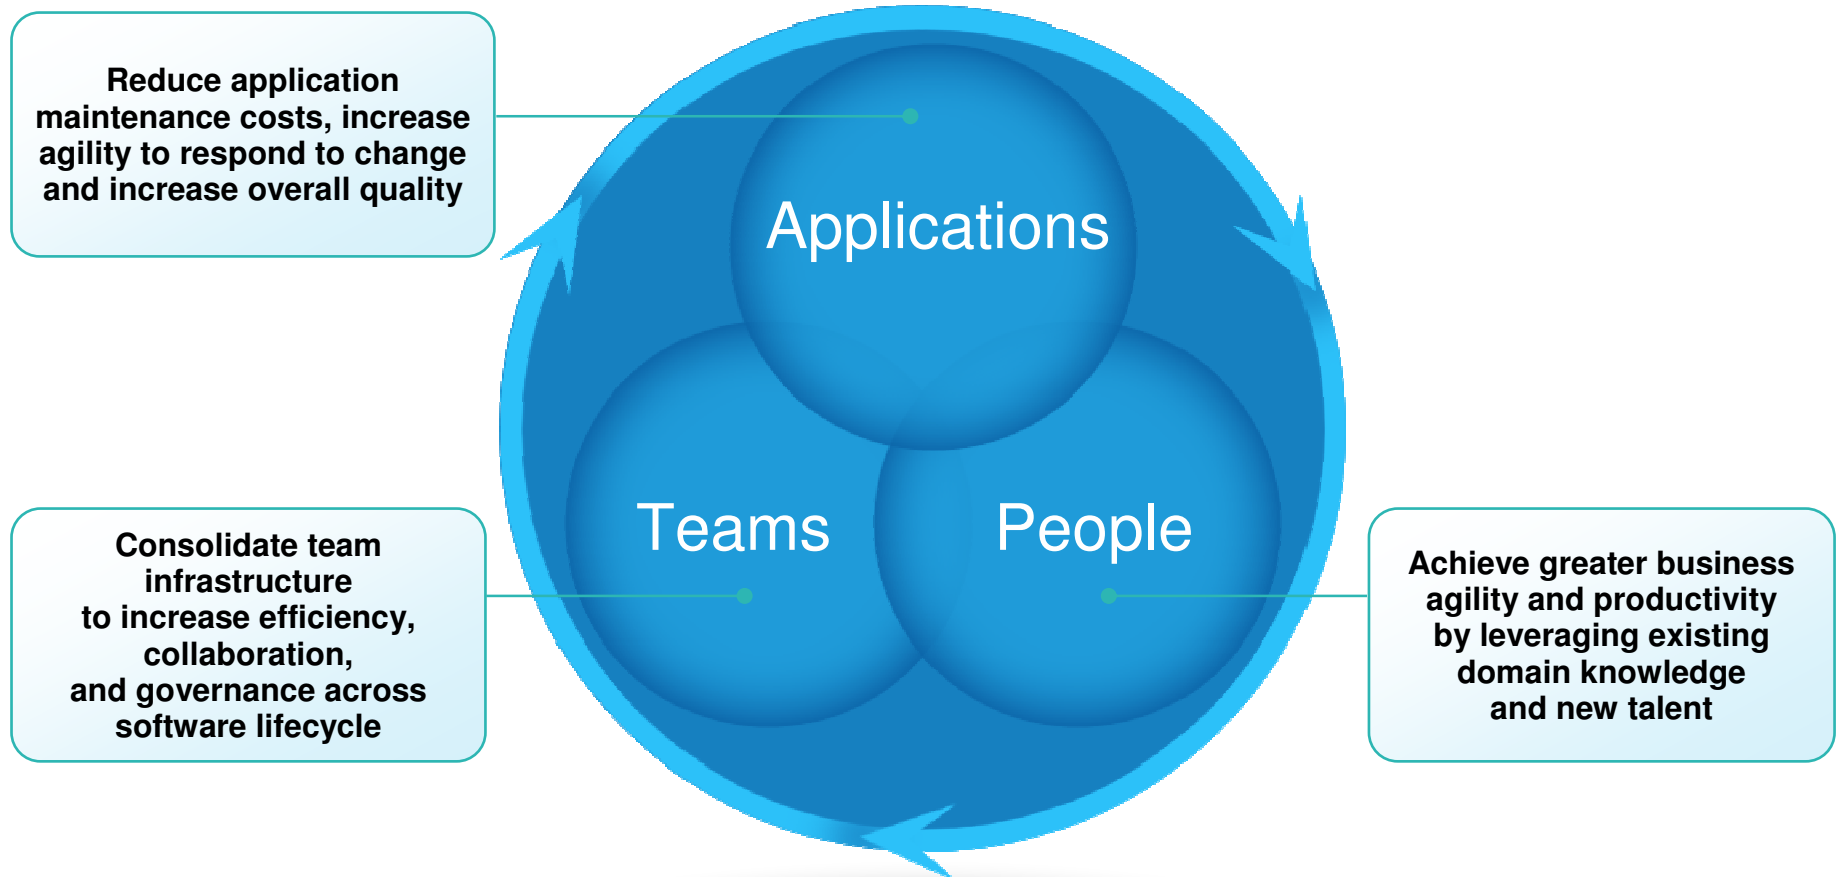 Reduce application
maintenance costs, increase
agility to respond to change
and increase overall quality
Applications
Teams
People
Consolidate team
infrastructure
to increase efficiency,
collaboration,
and governance across
software lifecycle
Achieve greater business
agility and productivity
by leveraging existing
domain knowledge
and new talent